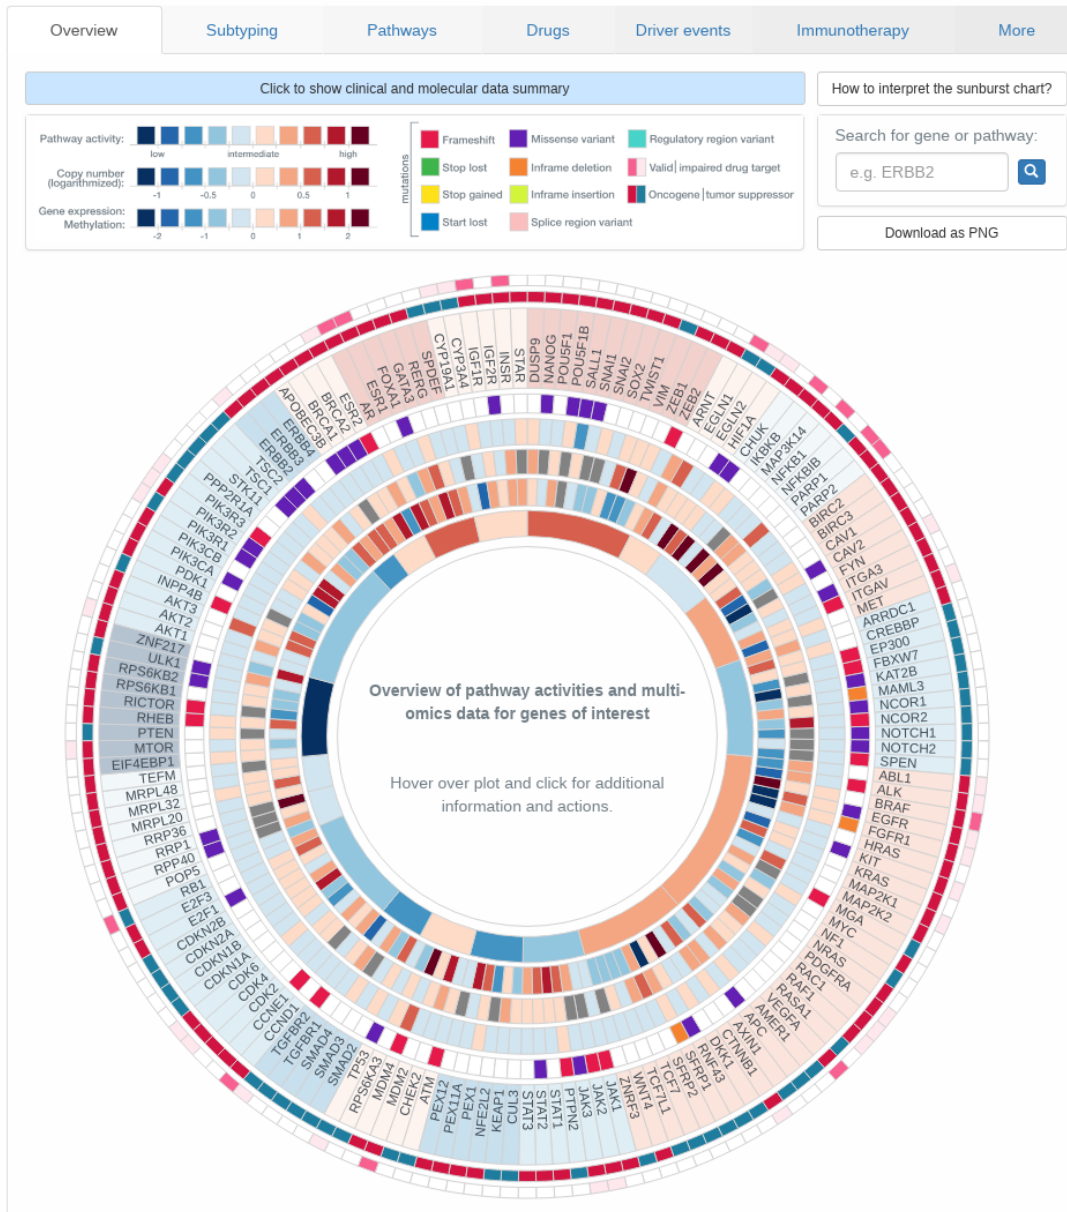 Overview
Subtyping
Pathways
Drugs
Driver events
Immunotherapy
More
Click to show clinical and molecular data summary
How to interpret the sunburst chart?
Pathway activity:
low
intermediate
high
Copy number
(logarithmized):
-1
-0.5
0
0.5
1
Gene expression:
Methylation:
-2
-1
0
1
2
mutations
Frameshift
Stop lost
Stop gained
Start lost
Missense variant
Inframe deletion
Inframe insertion
Splice region variant
Regulatory region variant
Valid|impaired drug target
Oncogene|tumor suppressor
Search for gene or pathway:
e.g. ERBB2
Download as PNG
DUSP9
NANOG
POU5F1
POU5F1B
SALL1
SNAI1
SNAI2
SOX2
TWIST1
VIM
ZEB1
ZEB2
ARNT
EGLN1
EGLN2
HIF1A
CHUK
IKBKB
MAP3K14
NFKB1
NFKBIB
PARP1
PARP2
BIRC2
BIRC3
CAV1
CAV2
FYN
ITGA3
ITGAV
MET
ARRDC1
CREBBP
EP300
FBXW7
KAT2B
MAML3
NCOR1
NCOR2
NOTCH1
NOTCH2
SPEN
ABL1
ALK
BRAF
EGFR
FGFR1
HRAS
KIT
KRAS
MAP2K1
MAP2K2
MGA
MYC
NF1
NRAS
PDGFRA
RAC1
RAF1
RASA1
VEGFA
AMER1
APC
AXIN1
CTNNB1
DKK1
RNF43
SFRP1
SFRP2
TCF7
TCF7L1
WNT4
ZNRF3
JAK1
JAK2
JAK3
PTPN2
STAT1
STAT2
STAT3
CUL3
KEAP1
NFE2L2
PEX1
PEX11A
PEX12
ATM
CHEK2
MDM2
MDM4
RPS6KA3
TP53
SMAD2
SMAD3
SMAD4
TGFBR1
TGFBR2
CCND1
CCNE1
CDK2
CDK4
CDK6
CDKN1A
CDKN1B
CDKN2A
CDKN2B
E2F1
E2F3
RB1
POP5
RPP40
RRP1
RRP36
MRPL20
MRPL32
MRPL48
TEFM
EIF4EBP1
MTOR
PTEN
RHEB
RICTOR
RPS6KB1
RPS6KB2
ULK1
ZNF217
AKT1
AKT2
AKT3
INPP4B
PDK1
PIK3CA
PIK3CB
PIK3R1
PIK3R2
PIK3R3
PPP2R1A
STK11
TSC1
TSC2
ERBB2
ERBB3
ERBB4
APOBEC3B
BRCA1
BRCA2
ESR2
AR
ESR1
FOXA1
GATA3
RERG
SPDEF
CYP19A1
CYP3A4
IGF1R
IGF2R
INSR
STAR
Overview of pathway activities and multi-
omics data for genes of interest
Hover over plot and click for additional
information and actions.